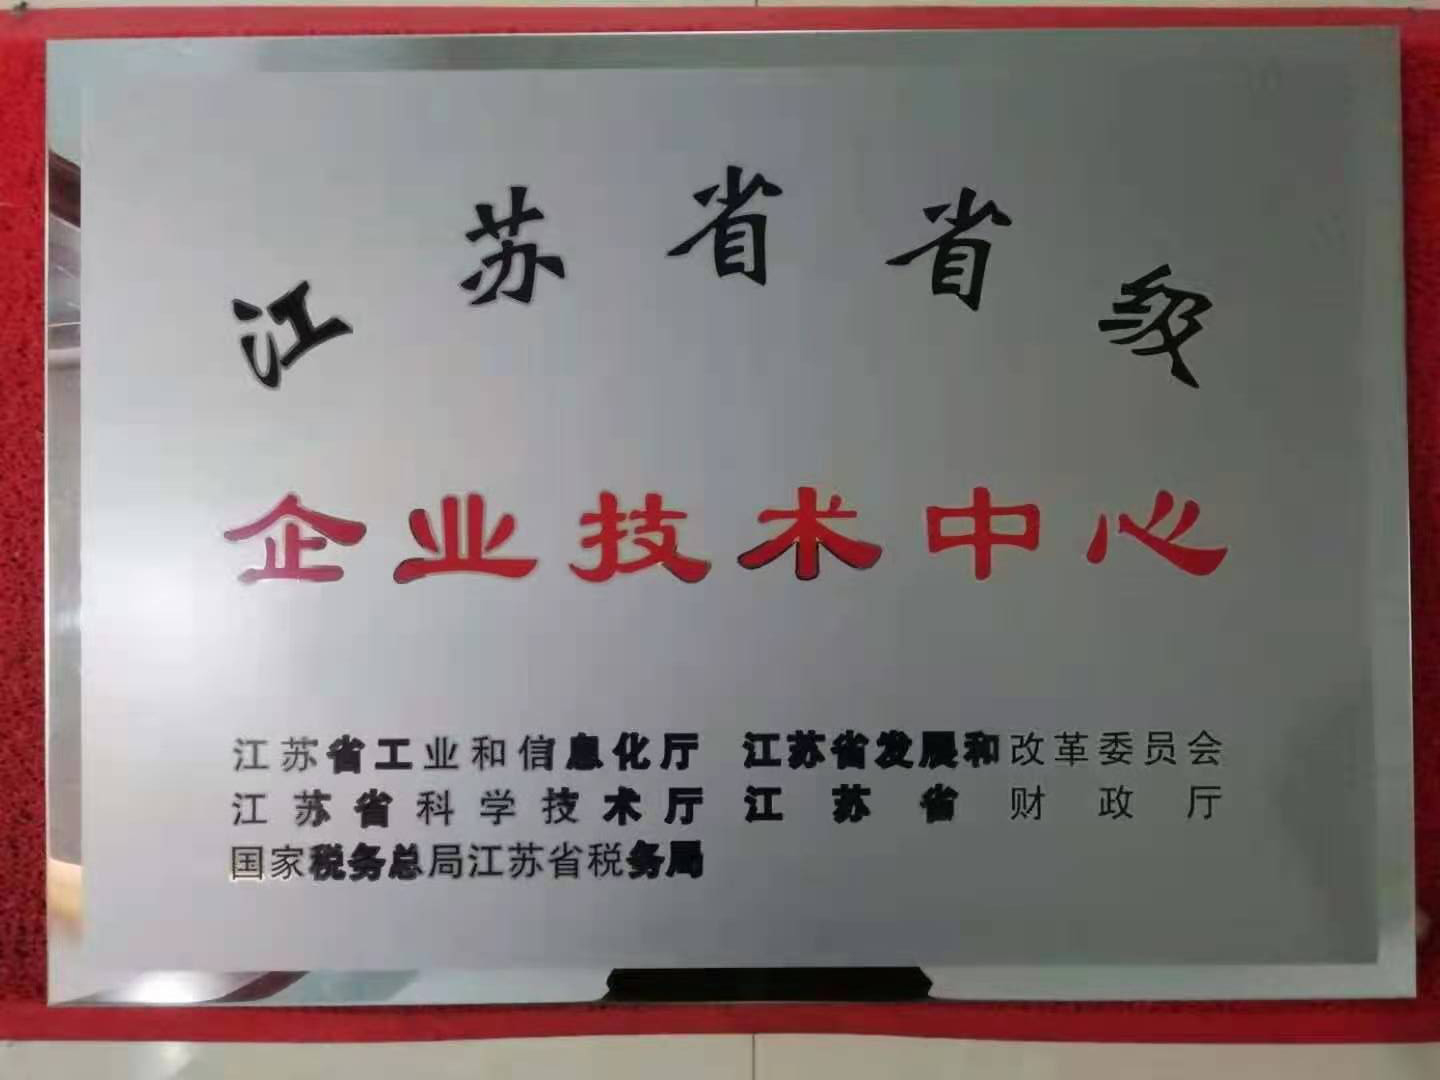 江苏省省级
企业技术中心
江苏省工业和信息化厅 江苏省发展和改革委员会
江苏省科学技术厅 江苏省财政厅
国家税务总局江苏省税务局